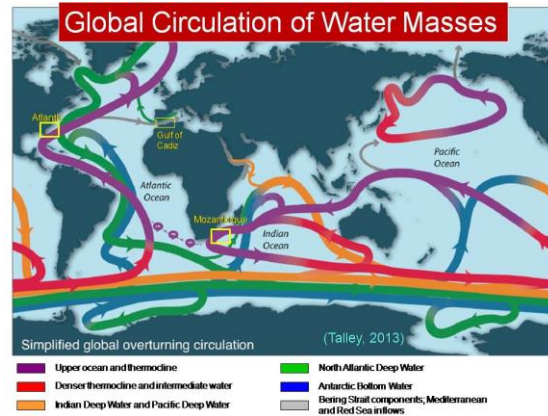 Global Circulation of Water Masses
Atlanti
Gulf of
Cadiz
Pacific
Ocean
Atlantic
Ocean
Mozambique
Indian
Ocean
Simplified global overturning circulation
(Talley, 2013)
Upper ocean and thermocline
North Atlantic Deep Water
Denser thermocline and intermediate water
Antarctic Bottom Water
Indian Deep Water and Pacific Deep Water
Bering Strait components; Mediterranean
and Red Sea inflows